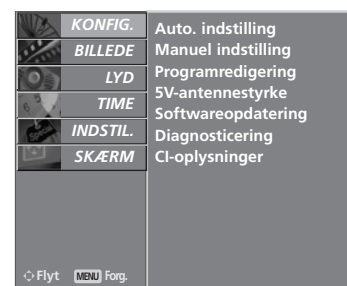 KONFIG.
BILLEDE
LYD
TIME
INDSTIL.
SKÆRM
Auto. indstilling
Manuel indstilling
Programredigering
5V-antennestyrke
Softwareopdatering
Diagnosticering
CI-oplysninger
Flyt MENU Forg.